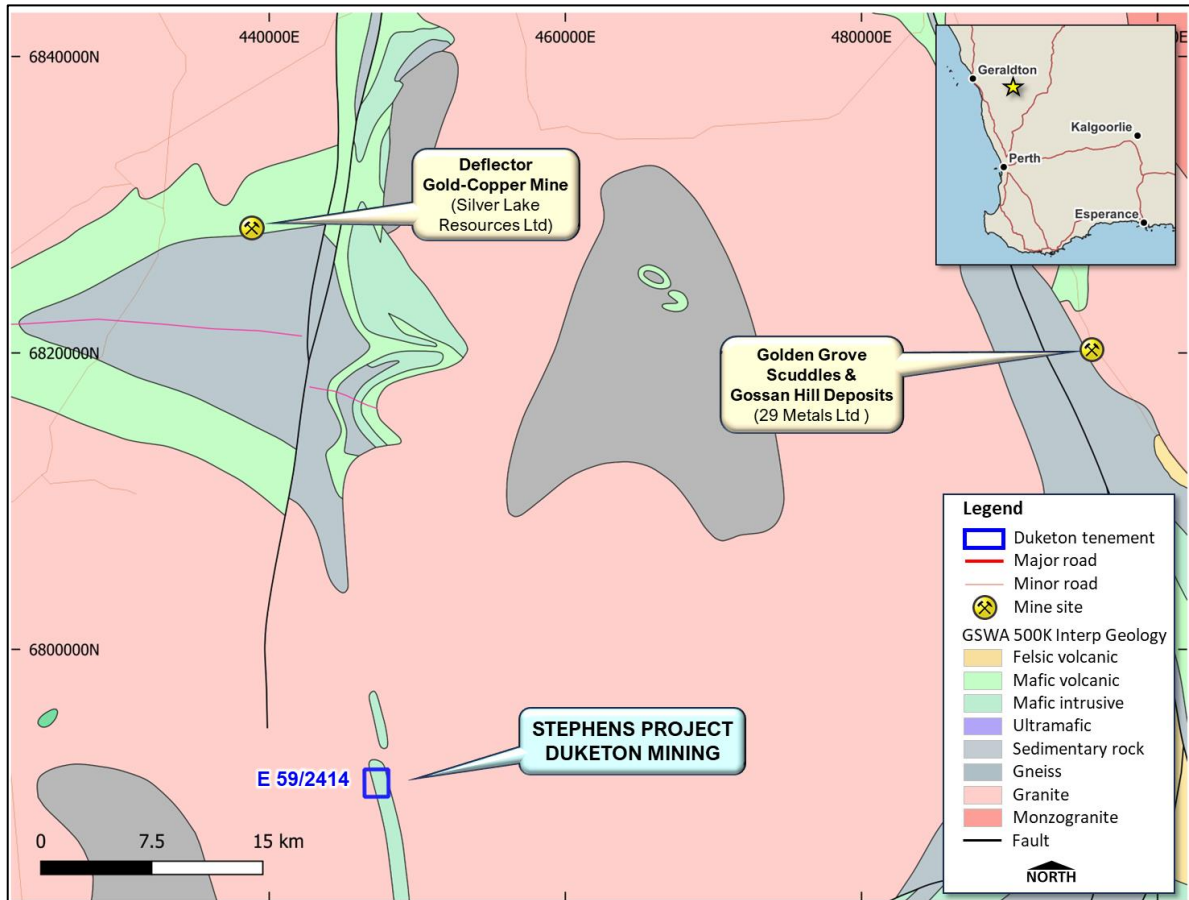 440000E
460000E
480000E
6840000N
6820000N
6800000N
Geraldton
Kalgoorlie
Perth
Esperance
Deflector
Gold-Copper Mine
(Silver Lake
Resources Ltd)
Golden Grove
Scuddles &
Gossan Hill Deposits
(29 Metals Ltd )
STEPHENS PROJECT
DUKETON MINING
E 59/2414
0
7.5
15 km
Legend
Duketon tenement
Major road
Minor road
Mine site
GSWA 500K Interp Geology
Felsic volcanic
Mafic volcanic
Mafic intrusive
Ultramafic
Sedimentary rock
Gneiss
Granite
Monzogranite
Fault
NORTH